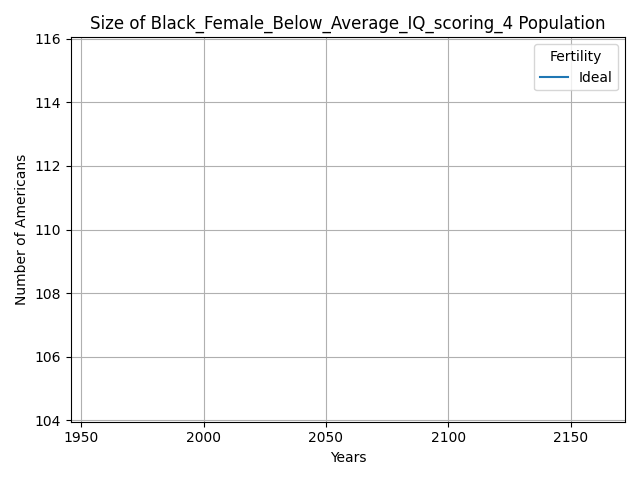 Size of Black_Female_Below_Average_IQ_scoring_4 Population
116
114
112
110
108
106
104
Number of Americans
Fertility
Ideal
1950 2000 2050 2100 2150
Years